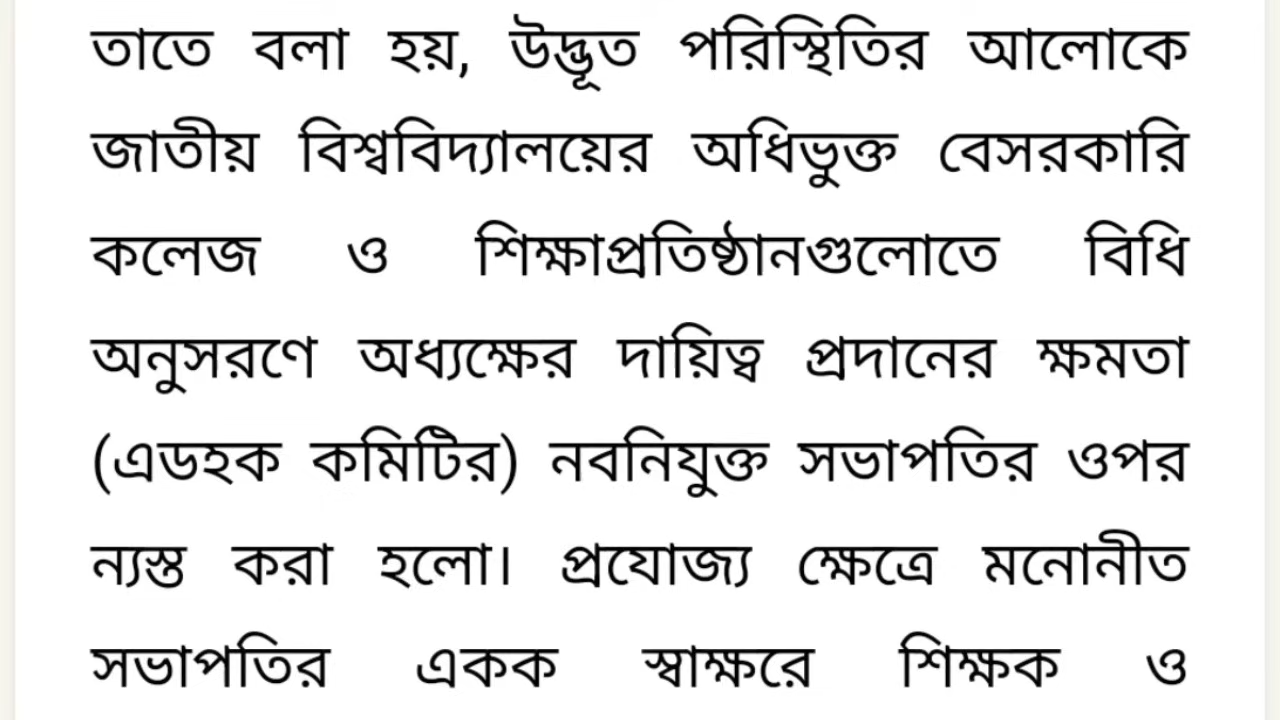 তাতে বলা হয়, উদ্ভূত পরিস্থিতির আলোকে
জাতীয় বিশ্ববিদ্যালয়ের অধিভুক্ত বেসরকারি
কলেজ ও শিক্ষাপ্রতিষ্ঠানগুলোতে বিধি
অনুসরণে অধ্যক্ষের দায়িত্ব প্রদানের ক্ষমতা
(এডহক কমিটির) নবনিযুক্ত সভাপতির ওপর
ন্যস্ত করা হলো। প্রযোজ্য ক্ষেত্রে মনোনীত
সভাপতির একক স্বাক্ষরে শিক্ষক ও